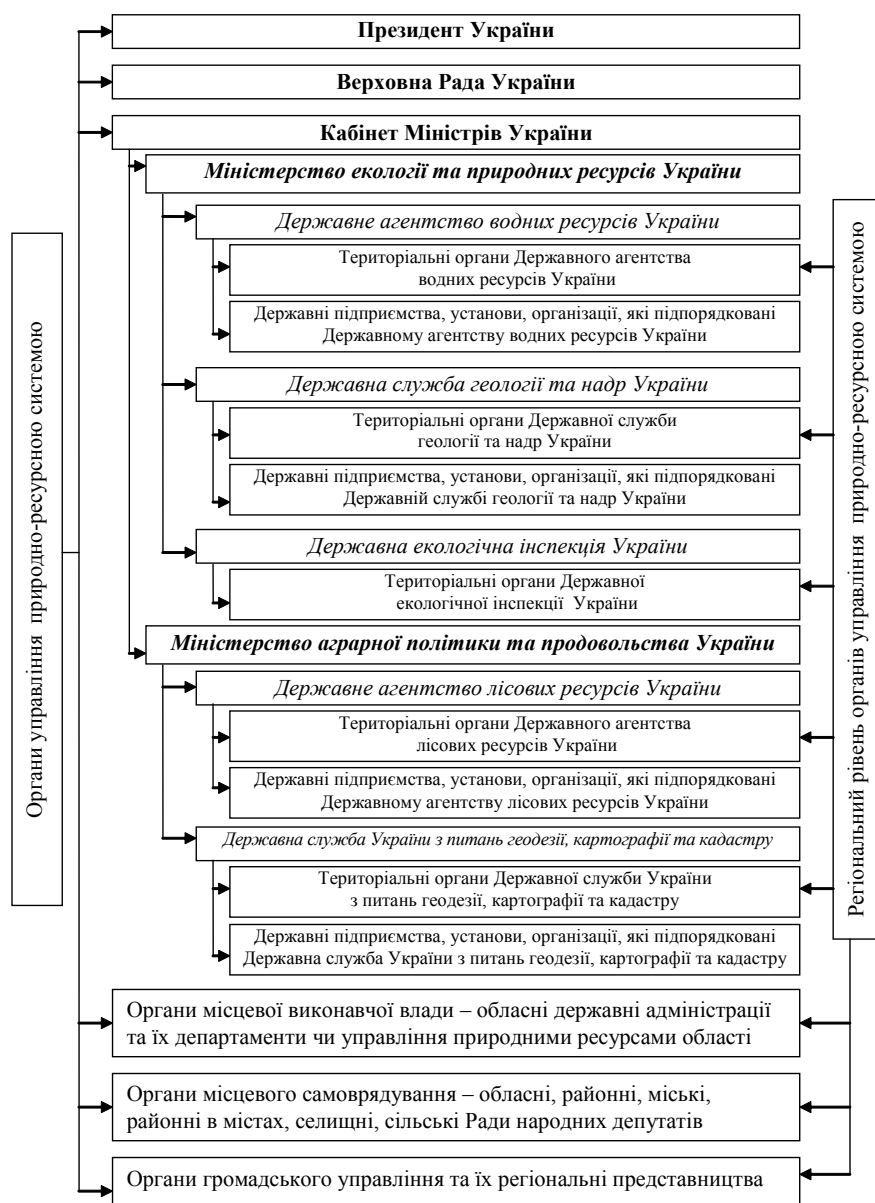 Президент України
Верховна Рада України
Кабінет Міністрів України
Міністерство екології та природних ресурсів України
Державне агентство водних ресурсів України
Територіальні органи Державного агентства
водних ресурсів України
Державні підприємства, установи, організації, які підпорядковані
Державному агентству водних ресурсів України
Державна служба геології та надр України
Територіальні органи Державної служби
геології та надр України
Державні підприємства, установи, організації, які підпорядковані
Державній службі геології та надр України
Державна екологічна інспекція України
Територіальні органи Державної
екологічної інспекції України
Міністерство аграрної політики та продовольства України
Державне агентство лісових ресурсів України
Територіальні органи Державного агентства
лісових ресурсів України
Державні підприємства, установи, організації, які підпорядковані
Державному агентству лісових ресурсів України
Державна служба України з питань геодезії, картографії та кадастру
Територіальні органи Державної служби України
з питань геодезії, картографії та кадастру
Державні підприємства, установи, організації, які підпорядковані
Державна служба України з питань геодезії, картографії та кадастру
Органи місцевої виконавчої влади – обласні державні адміністрації
та їх департаменти чи управління природними ресурсами області
Органи місцевого самоврядування – обласні, районні, міські,
районні в містах, селищні, сільські Ради народних депутатів
Органи громадського управління та їх регіональні представництва
Органи управління природно-ресурсною системою
Регіональний рівень органів управління природно-ресурсною системою